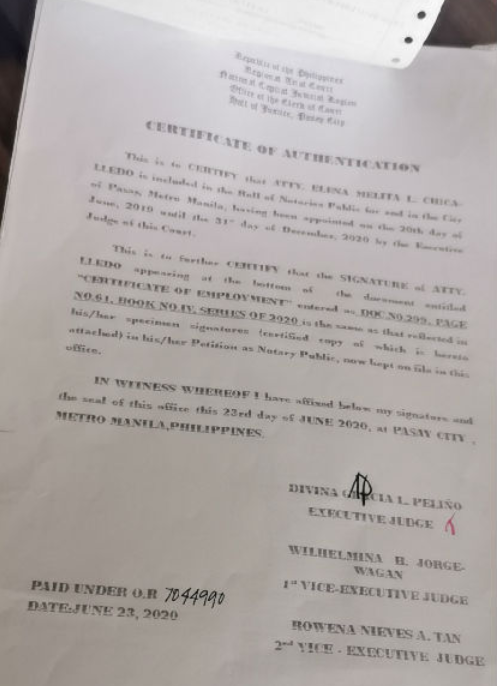 Republic of the Philippines
Regional Trial Court
National Capital Judicial Region
Office of the Clerk of Court
Hall of Justice, Pasay City
CERTIFICATE OF AUTHENTICATION
This is to CERTIFY that ATTY. ELENA MELITA L. CHICA-
LLEDO is included in the Roll of Notaries Public for and in the City
of Pasay, Metro Manila, having been appointed on the 20th day of
June, 2019 until the 31st day of December, 2020 by the Executive
Judge of this Court.
This is to further CERTIFY that the SIGNATURE of ATTY.
LLEDO appearing at the bottom of the document entitled
"CERTIFICATE OF EMPLOYMENT" entered as DOC NO.299, PAGE
NO.61, BOOK NO.IV, SERIES OF 2020 is the same as that reflected in
his/her specimen signatures (certified copy of which is hereto
attached) in his/her Petition as Notary Public, now kept on file in this
office.
IN WITNESS WHEREOF I have affixed below my signature and
the seal of this office this 23rd day of JUNE 2020, at PASAY CITY,
METRO MANILA,PHILIPPINES.
DIVINA GRACIA L. PELIÑO
EXECUTIVE JUDGE
WILHELMINA B. JORGE-
WAGAN
1st VICE-EXECUTIVE JUDGE
PAID UNDER O.R 7044990
DATE:JUNE 23, 2020
ROWENA NIEVES A. TAN
2nd VICE - EXECUTIVE JUDGE